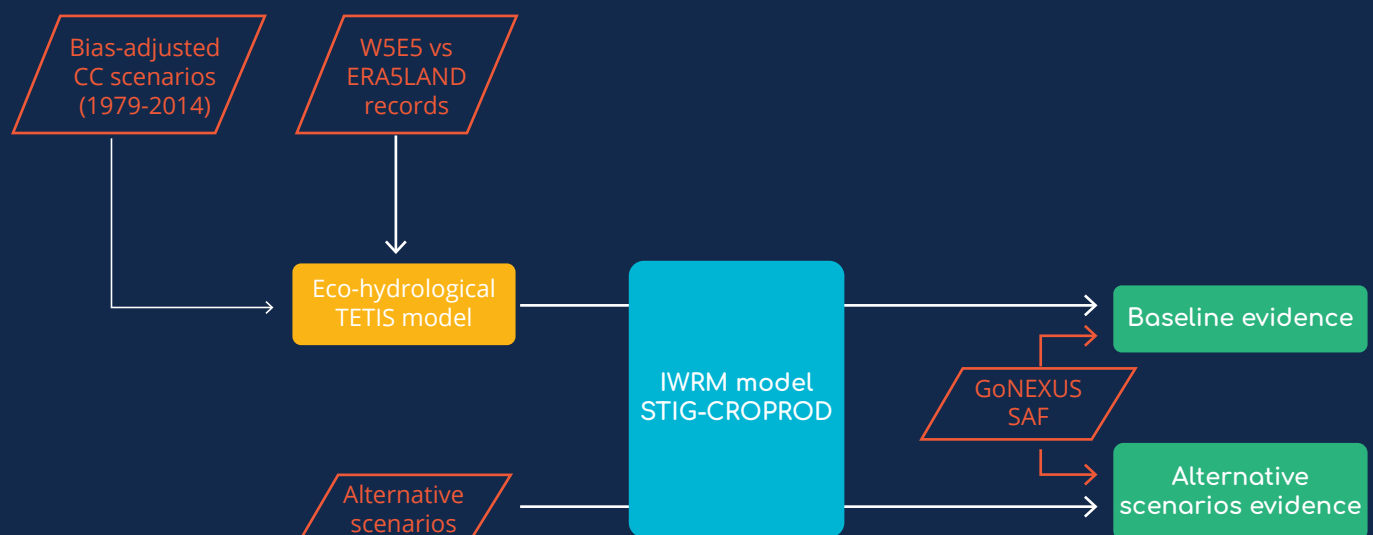 Bias-adjusted
CC scenarios
(1979-2014)
W5E5 vs
ERA5LAND
records
Eco-hydrological
TETIS model
IWRM model
STIG-CROPROD
Baseline evidence
GoNEXUS
SAF
Alternative
scenarios
Alternative
scenarios evidence